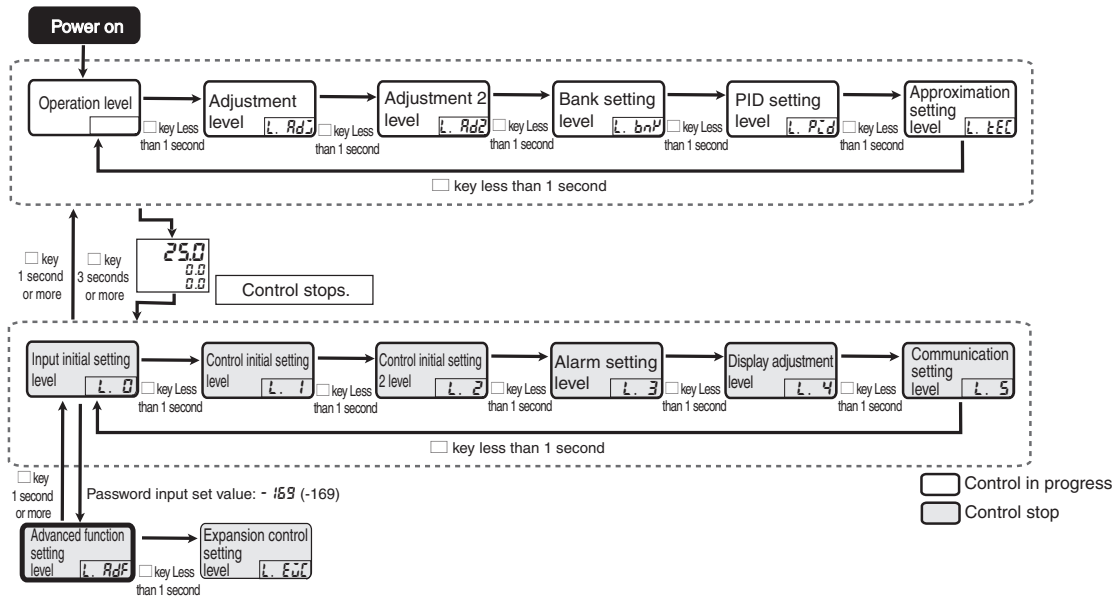 Power on
Operation level
Adjustment
level
L. Adj
Adjustment 2
level
L. Ad2
Bank setting
level
L. bnk
PID setting
level
L. Pid
Approximation
setting
level
L. tEC
key Less
than 1 second
key Less
than 1 second
key Less
than 1 second
key Less
than 1 second
key Less
than 1 second
key less than 1 second
key
1 second
or more
key
3 seconds
or more
25.0
0.0
0.0
Control stops.
Input initial setting
level
L. 0
Control initial setting
level
L. 1
Control initial setting
2 level
L. 2
Alarm setting
level
L. 3
Display adjustment
level
L. 4
Communication
setting
level
L. 5
key Less
than 1 second
key Less
than 1 second
key Less
than 1 second
key Less
than 1 second
key Less
than 1 second
key less than 1 second
key
1 second
or more
Password input set value: -169 (-169)
Control in progress
Control stop
Advanced function
setting
level
L. AdF
key Less
than 1 second
Expansion control
setting
level
L. EJC